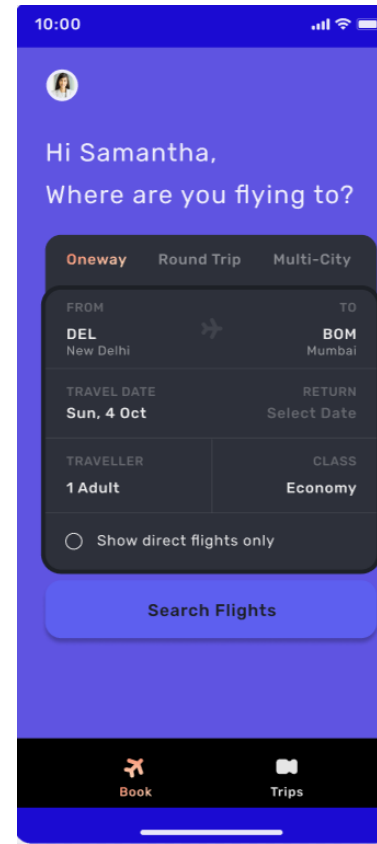 10:00
Hi Samantha,
Where are you flying to?
Oneway Round Trip Multi-City
FROM TO
DEL BOM
New Delhi Mumbai
TRAVEL DATE RETURN
Sun, 4 Oct Select Date
TRAVELLER CLASS
1 Adult Economy
Show direct flights only
Search Flights
Book Trips